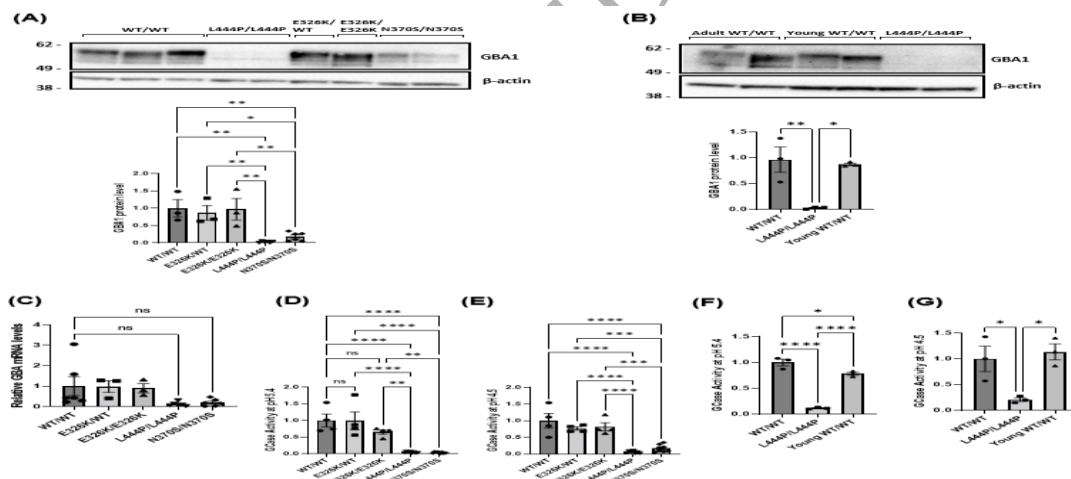 (A)
WT/WT L444P/L444P E326K/WT E326K/E326K N370S/N370S
62 -
GBA1
49 -
β-actin
38 -
**
*
**
**
**
**
GBA1 protein level
2.0
1.5
1.0
0.5
0.0
WT/WT
E326K/WT
E326K/E326K
L444P/L444P
N370S/N370S
(B)
Adult WT/WT Young WT/WT L444P/L444P
62 -
GBA1
49 -
β-actin
38 -
** *
GBA1 protein level
1.5
1.0
0.5
0.0
WT/WT
L444P/L444P
Young WT/WT
(C)
ns
ns
Relative GBA mRNA levels
4
3
2
1
0
WT/WT
E326K/WT
E326K/E326K
L444P/L444P
N370S/N370S
(D)
****
****
****
ns **
****
ns **
GCase Activity at pH 5.4
2.0
1.5
1.0
0.5
0.0
WT/WT
E326K/WT
E326K/E326K
(E)
****
***
****
***
****
****
GCase Activity at pH 4.5
2.0
1.5
1.0
0.5
0.0
WT/WT
E326K/WT
E326K/E326K
(F)
*
****
****
GCase Activity at pH 5.4
1.5
1.0
0.5
0.0
WT/WT
L444P/L444P
Young WT/WT
(G)
* *
GCase Activity at pH 4.5
1.5
1.0
0.5
0.0
WT/WT
L444P/L444P
Young WT/WT